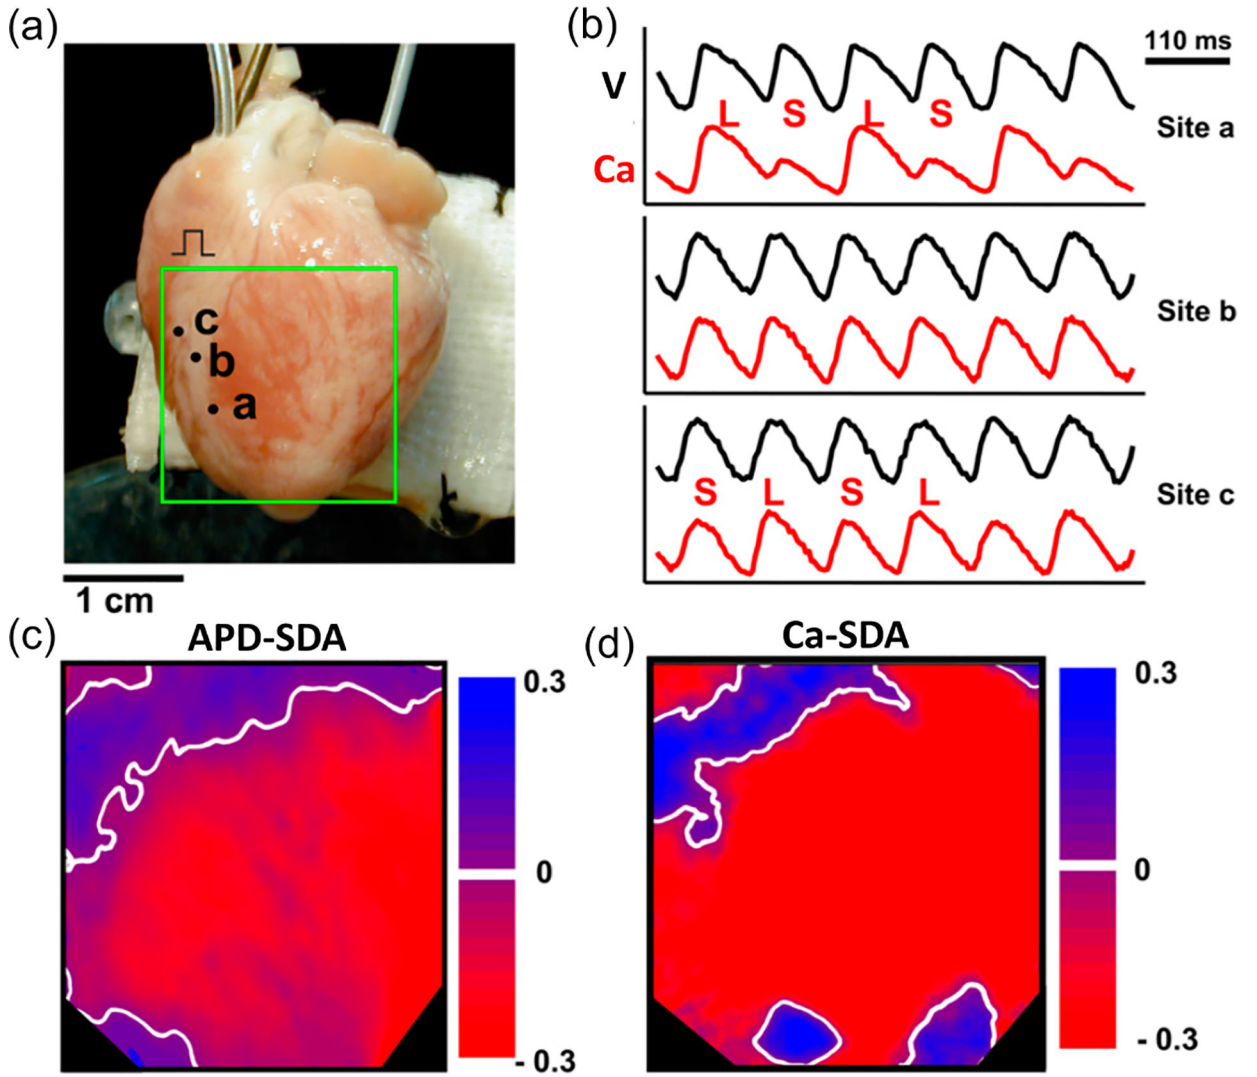 (a)
c
b
a
1 cm
(b)
110 ms
V
L S L S
Site a
Ca
Site b
S L S L
Site c
(c)
APD-SDA
0.3
0
- 0.3
(d)
Ca-SDA
0.3
0
- 0.3